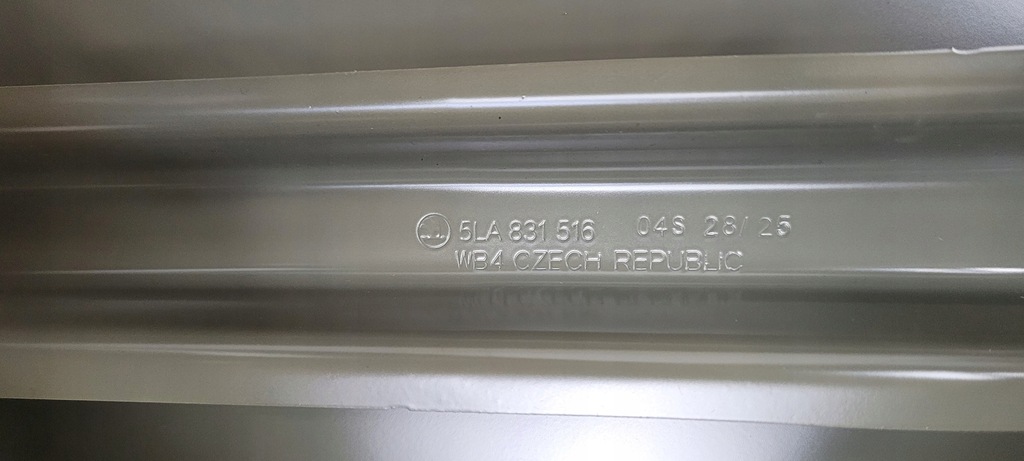 5LA 831 516 04S 28/25
WB4 CZECH REPUBLIC